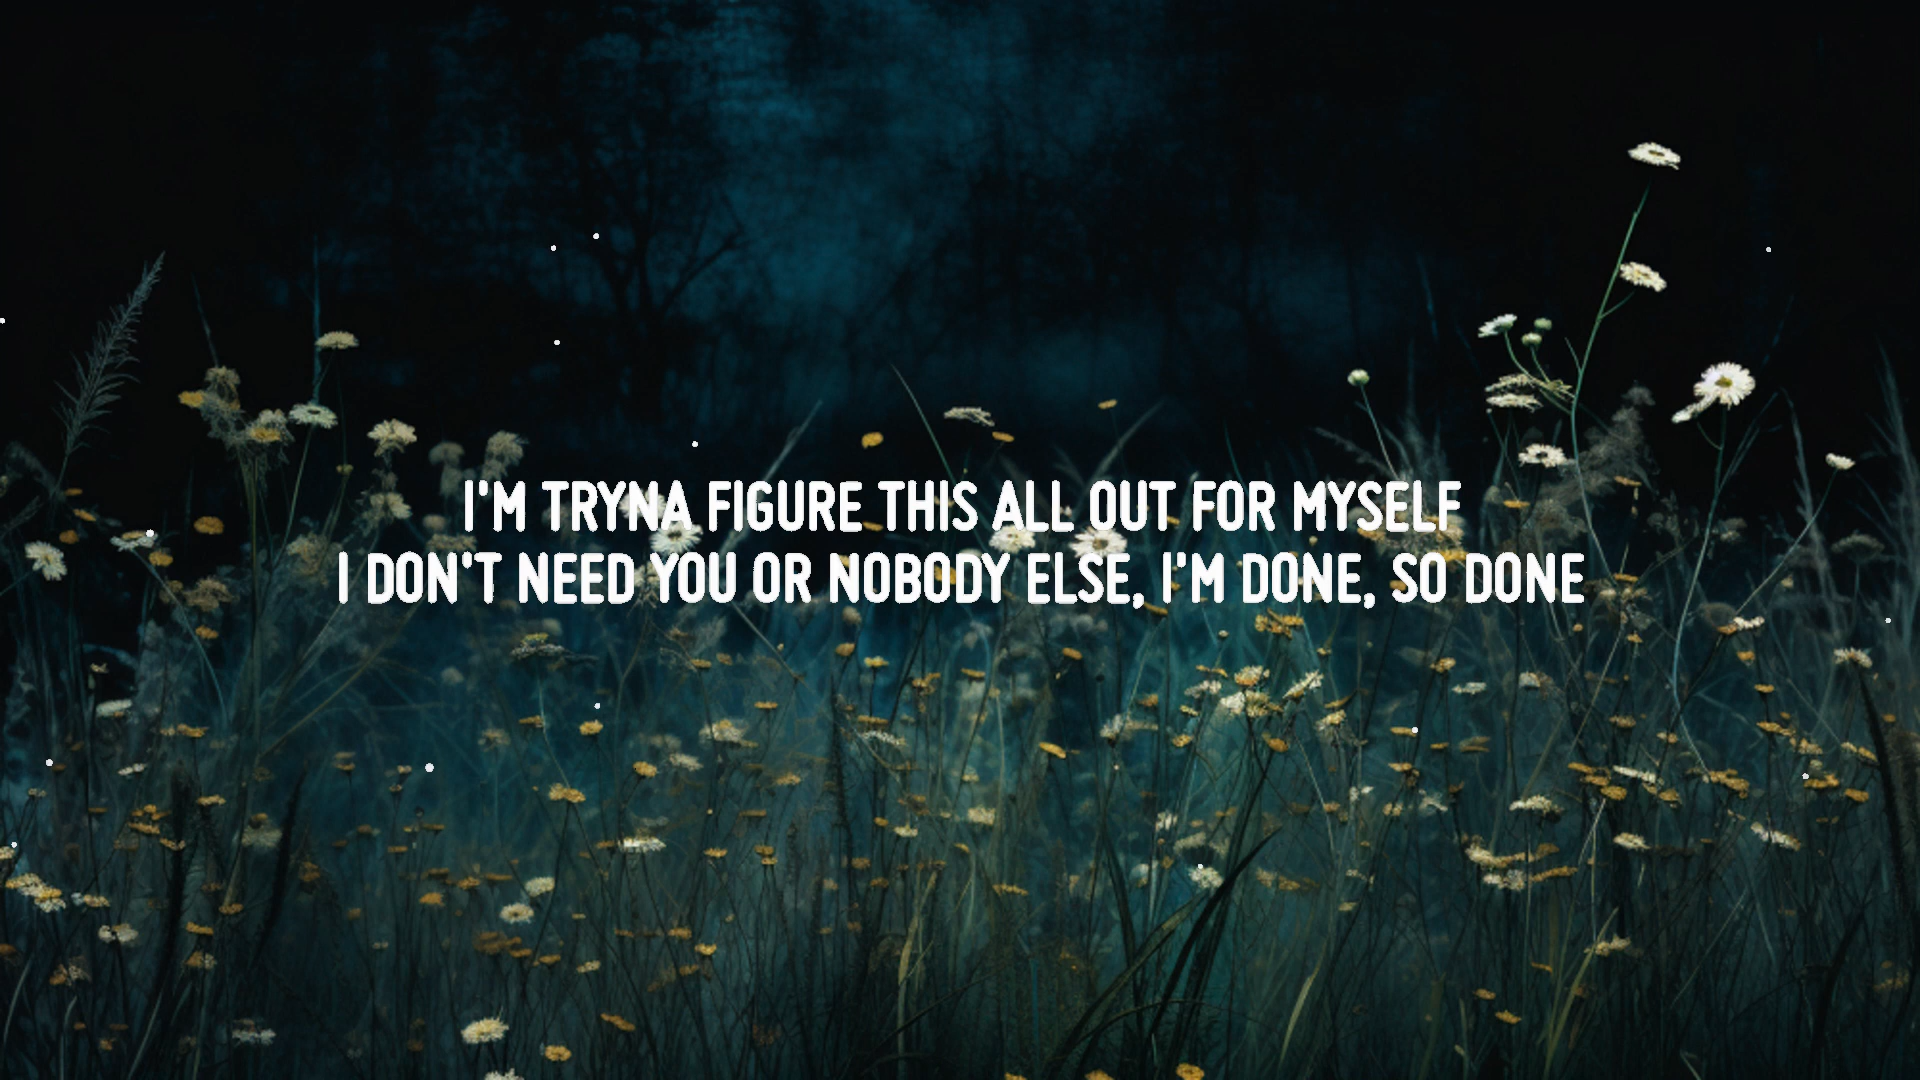 I'M TRYNA FIGURE THIS ALL OUT FOR MYSELF
I DON'T NEED YOU OR NOBODY ELSE, I'M DONE, SO DONE